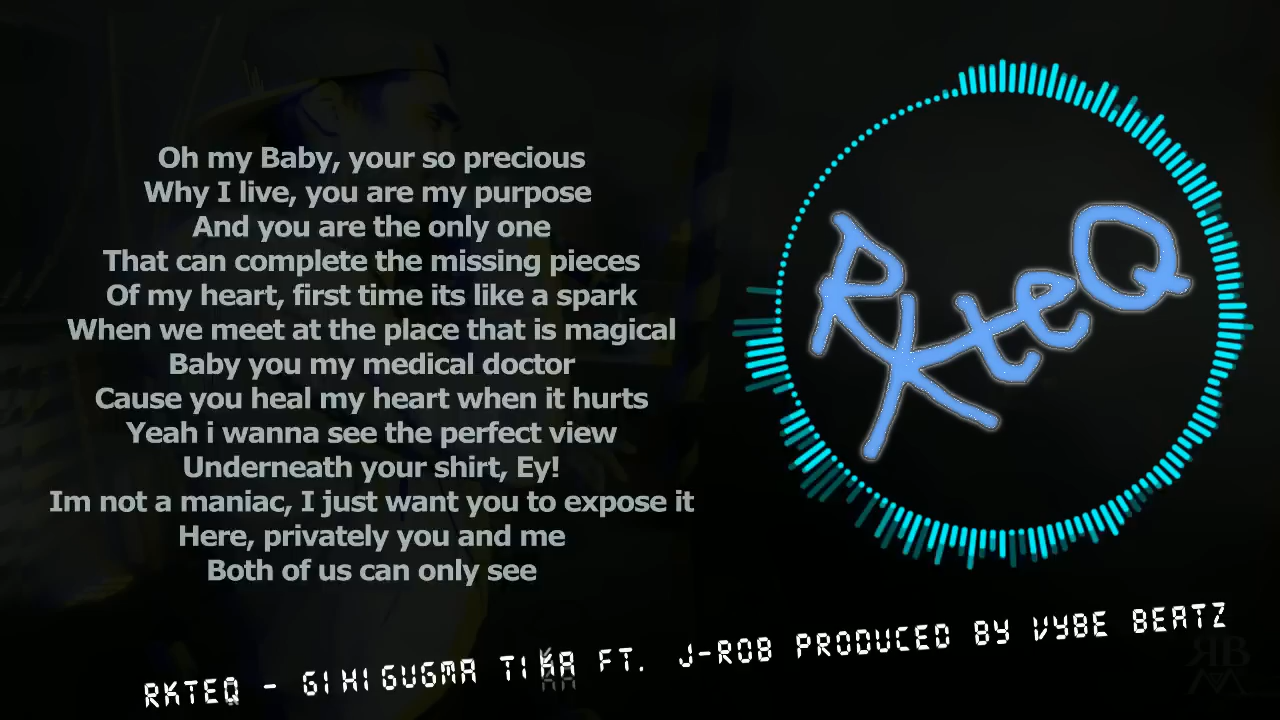 Oh my Baby, your so precious
Why I live, you are my purpose
And you are the only one
That can complete the missing pieces
Of my heart, first time its like a spark
When we meet at the place that is magical
Baby you my medical doctor
Cause you heal my heart when it hurts
Yeah i wanna see the perfect view
Underneath your shirt, Ey!
Im not a maniac, I just want you to expose it
Here, privately you and me
Both of us can only see
RKteQ
RKTEQ - GIHIGUGMA TIKA FT. J-ROB PRODUCED BY VYBE BEATZ